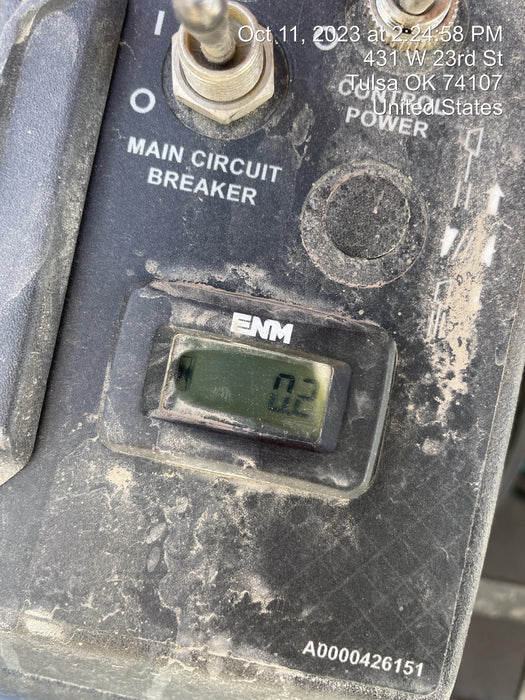 Oct 11, 2023 at 2:24:58 PM
431 W 23rd St
Tulsa OK 74107
United States
I
O
O
MAIN CIRCUIT
BREAKER
CONTROL
POWER
ENM
0.2
A0000426151